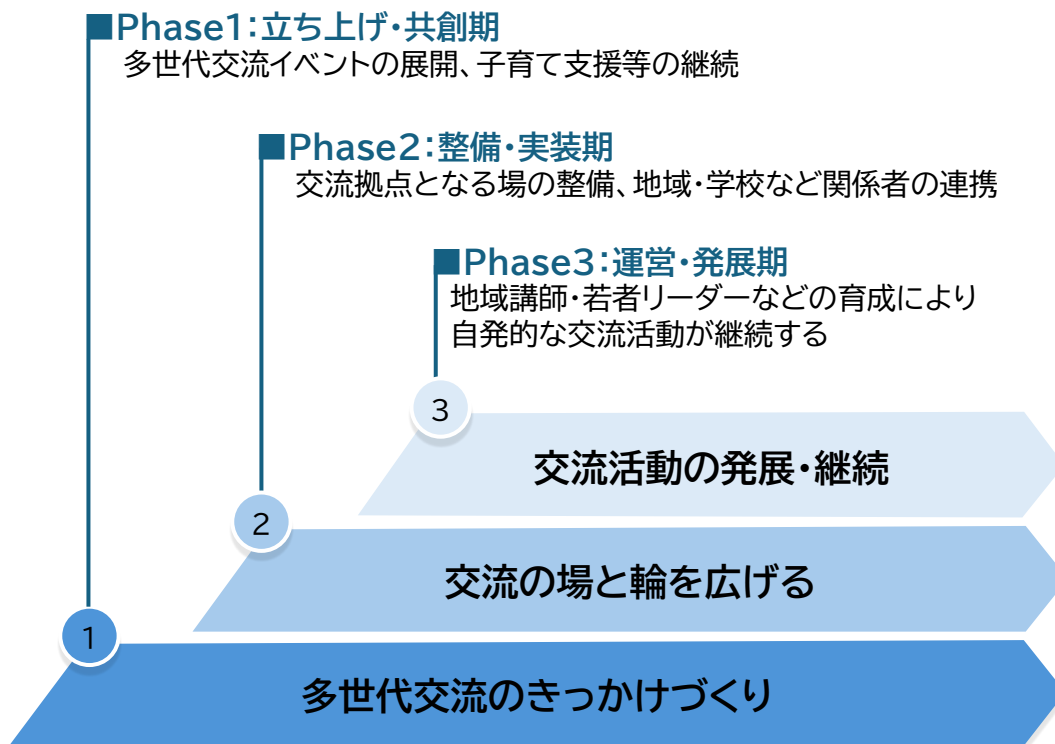 ■Phase1：立ち上げ・共創期
多世代交流イベントの展開、子育て支援等の継続
■Phase2：整備・実装期
交流拠点となる場の整備、地域・学校など関係者の連携
■Phase3：運営・発展期
地域講師・若者リーダーなどの育成により
自発的な交流活動が継続する
3
交流活動の発展・継続
2
交流の場と輪を広げる
1
多世代交流のきっかけづくり